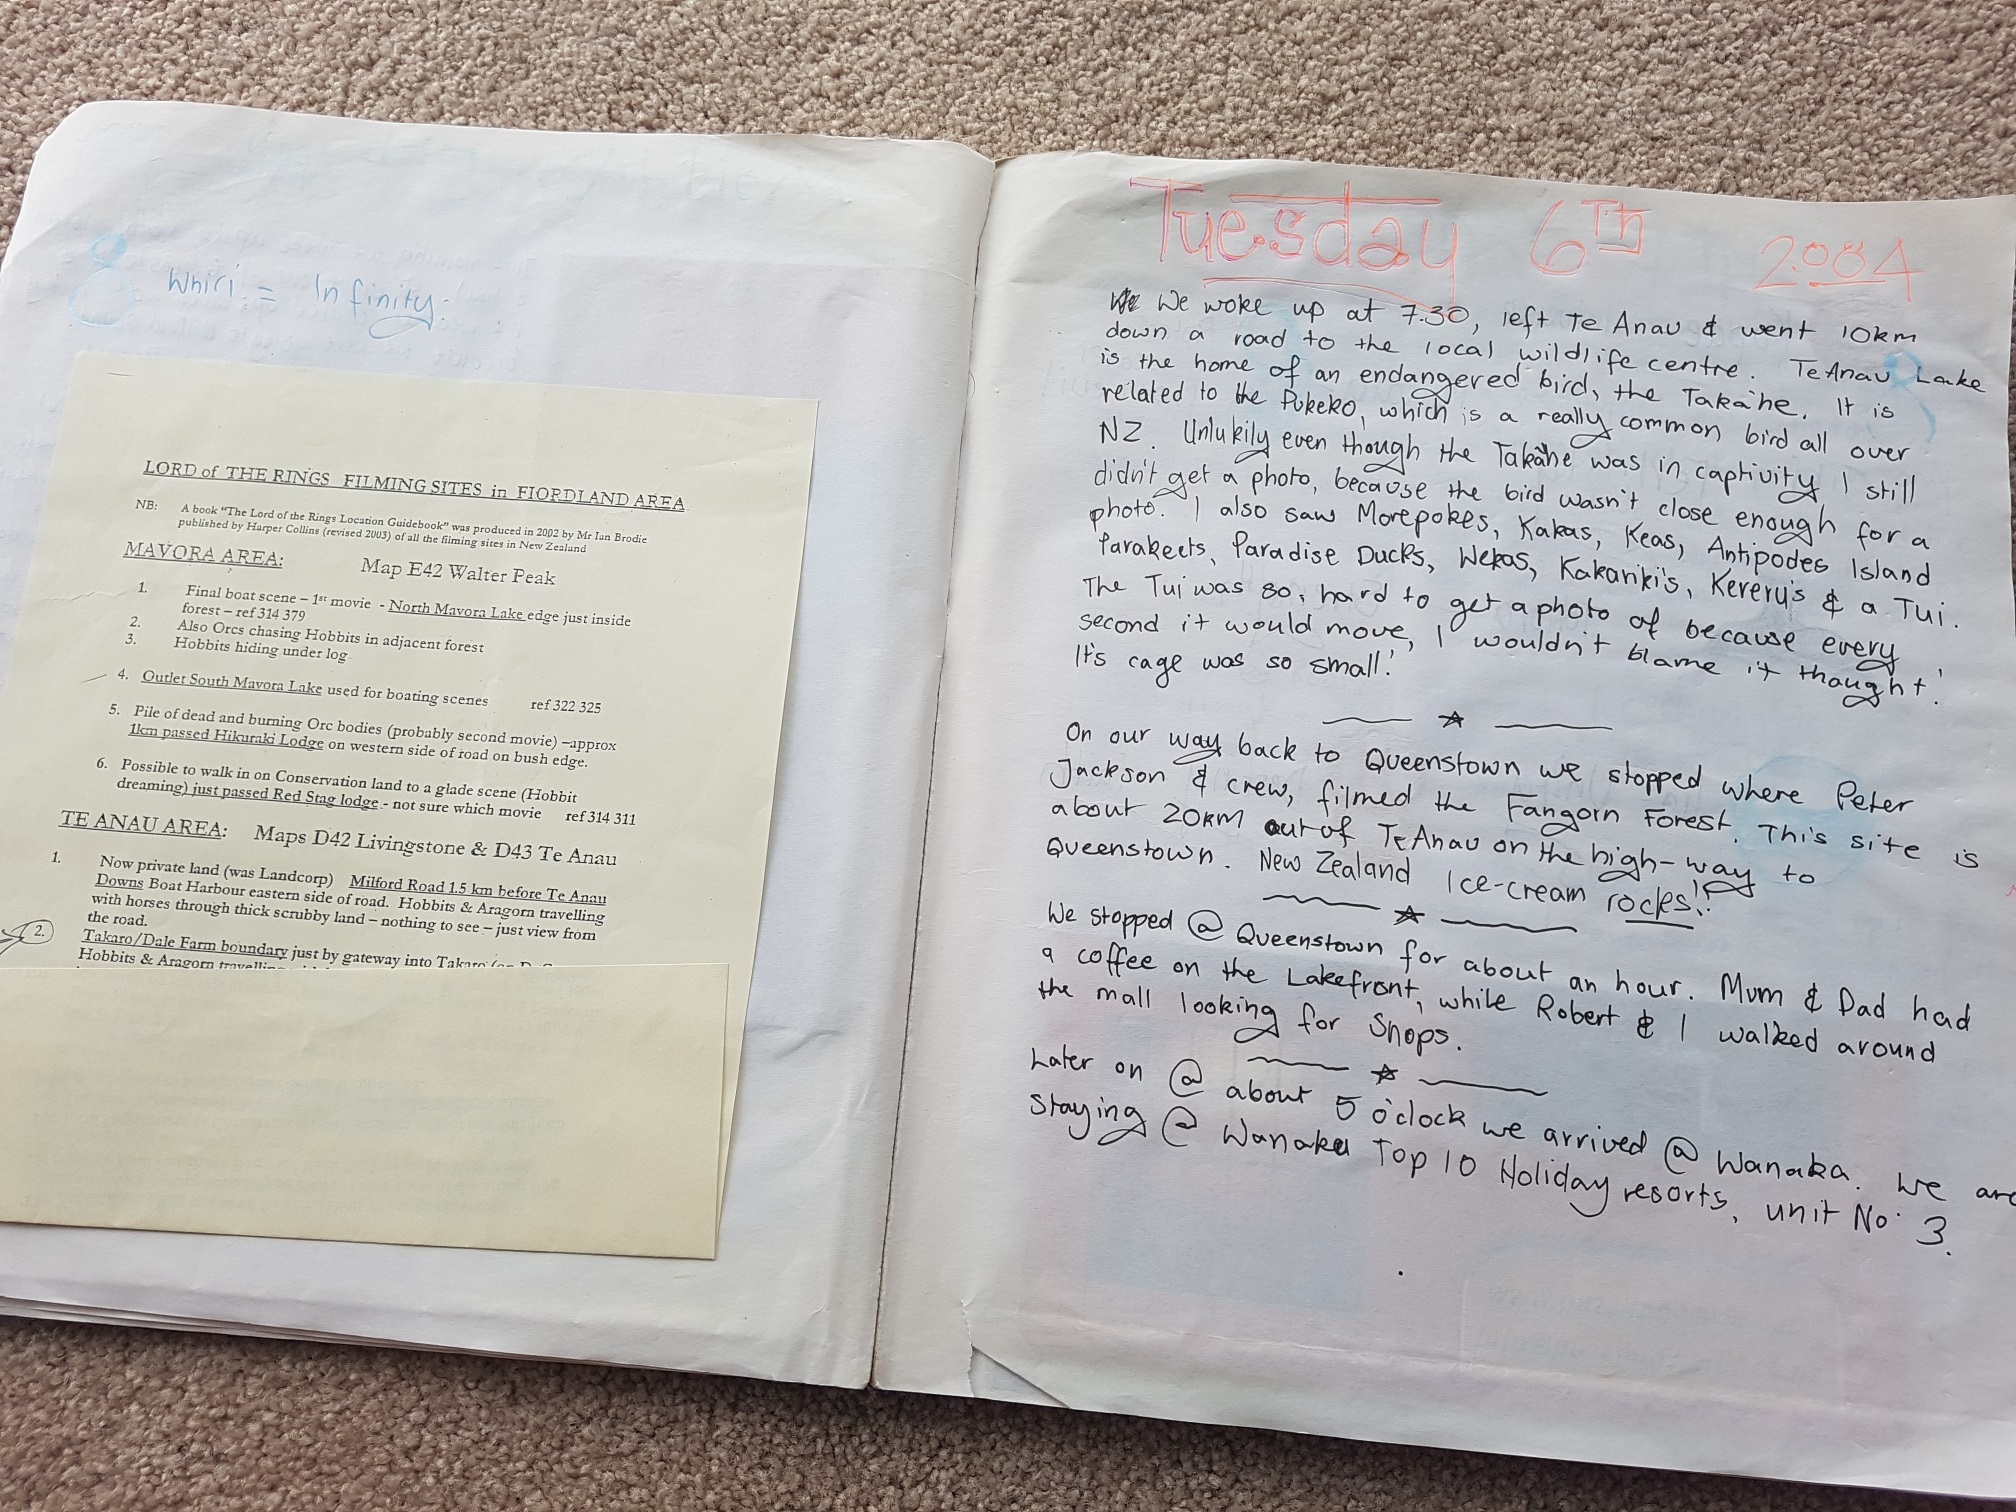 Whiri = Infinity.
LORD of THE RINGS FILMING SITES in FIORDLAND AREA
NB: A book "The Lord of the Rings Location Guidebook" was produced in 2002 by Mr Ian Brodie
published by Harper Collins (revised 2003) of all the filming sites in New Zealand
MAVORA AREA: Map E42 Walter Peak
1. Final boat scene – 1st movie - North Mavora Lake edge just inside
forest – ref 314 379
2. Also Orcs chasing Hobbits in adjacent forest
3. Hobbits hiding under log
4. Outlet South Mavora Lake used for boating scenes ref 322 325
5. Pile of dead and burning Orc bodies (probably second movie) –approx
1km passed Hikuraki Lodge on western side of road on bush edge.
6. Possible to walk in on Conservation land to a glade scene (Hobbit
dreaming) just passed Red Stag lodge - not sure which movie ref 314 311
TE ANAU AREA: Maps D42 Livingstone & D43 Te Anau
1. Now private land (was Landcorp) Milford Road 1.5 km before Te Anau
Downs Boat Harbour eastern side of road. Hobbits & Aragorn travelling
with horses through thick scrubby land – nothing to see – just view from
the road.
2. Takaro/Dale Farm boundary just by gateway into Takaro
Hobbits & Aragorn
Tuesday 6Th 2004
We woke up at 7.30, left Te Anau & went 10km
down a road to the local wildlife centre. Te Anau Lake
is the home of an endangered bird, the Takahe. It is
related to the Pukeko, which is a really common bird all over
NZ. Unlukily even though the Takahe was in captivity I still
didn't get a photo, because the bird wasn't close enough for a
photo. I also saw Morepokes, Kakas, Keas, Antipodes Island
Parakeets, Paradise Ducks, Wekas, Kakariki's, Kereru's & a Tui.
The Tui was so, hard to get a photo of because every
second it would move, I wouldn't blame it thought!
It's cage was so small!
On our way back to Queenstown we stopped where Peter
Jackson & crew, filmed the Fangorn Forest. This site is
about 20km out of Te Anau on the high-way to
Queenstown. New Zealand Ice-cream rocks!!
We stopped @ Queenstown for about an hour. Mum & Dad had
a coffee on the Lakefront, while Robert & I walked around
the mall looking for Shops.
Later on @ about 5 o'clock we arrived @ Wanaka. We are
staying @ Wanaka Top 10 Holiday resorts, unit No. 3.